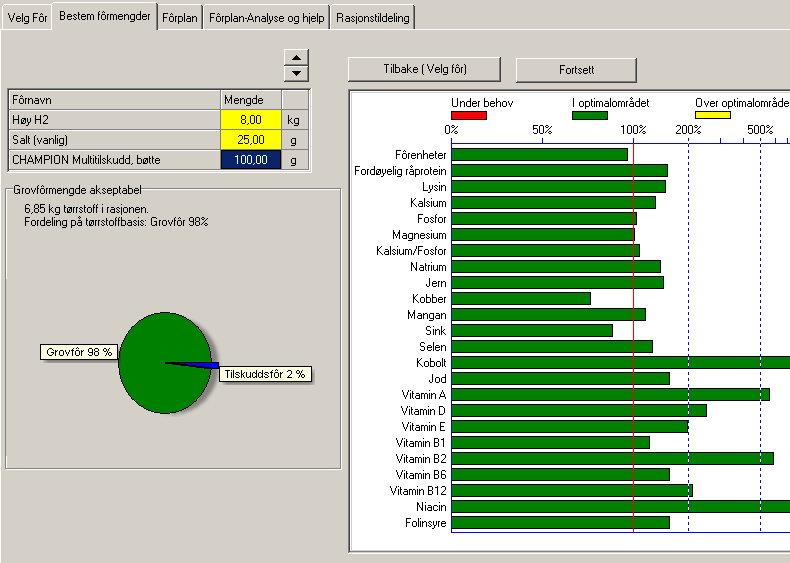 Velg Fôr
Bestem fôrmengder
Fôrplan
Fôrplan-Analyse og hjelp
Rasjonstildeling
Tilbake ( Velg fôr)
Fortsett
Fôrnavn Mengde
Høy H2 8,00 kg
Salt (vanlig) 25,00 g
CHAMPION Multitilskudd, bøtte 100,00 g
Grovfôrmengde akseptabel
6,85 kg tørrstoff i rasjonen.
Fordeling på tørrstoffbasis: Grovfôr 98%
Grovfôr 98 %
Tilskuddsfôr 2 %
Under behov I optimalområdet Over optimalområde
0% 50% 100% 200% 500%
Fôrenheter
Fordøyelig råprotein
Lysin
Kalsium
Fosfor
Magnesium
Kalsium/Fosfor
Natrium
Jern
Kobber
Mangan
Sink
Selen
Kobolt
Jod
Vitamin A
Vitamin D
Vitamin E
Vitamin B1
Vitamin B2
Vitamin B6
Vitamin B12
Niacin
Folinsyre